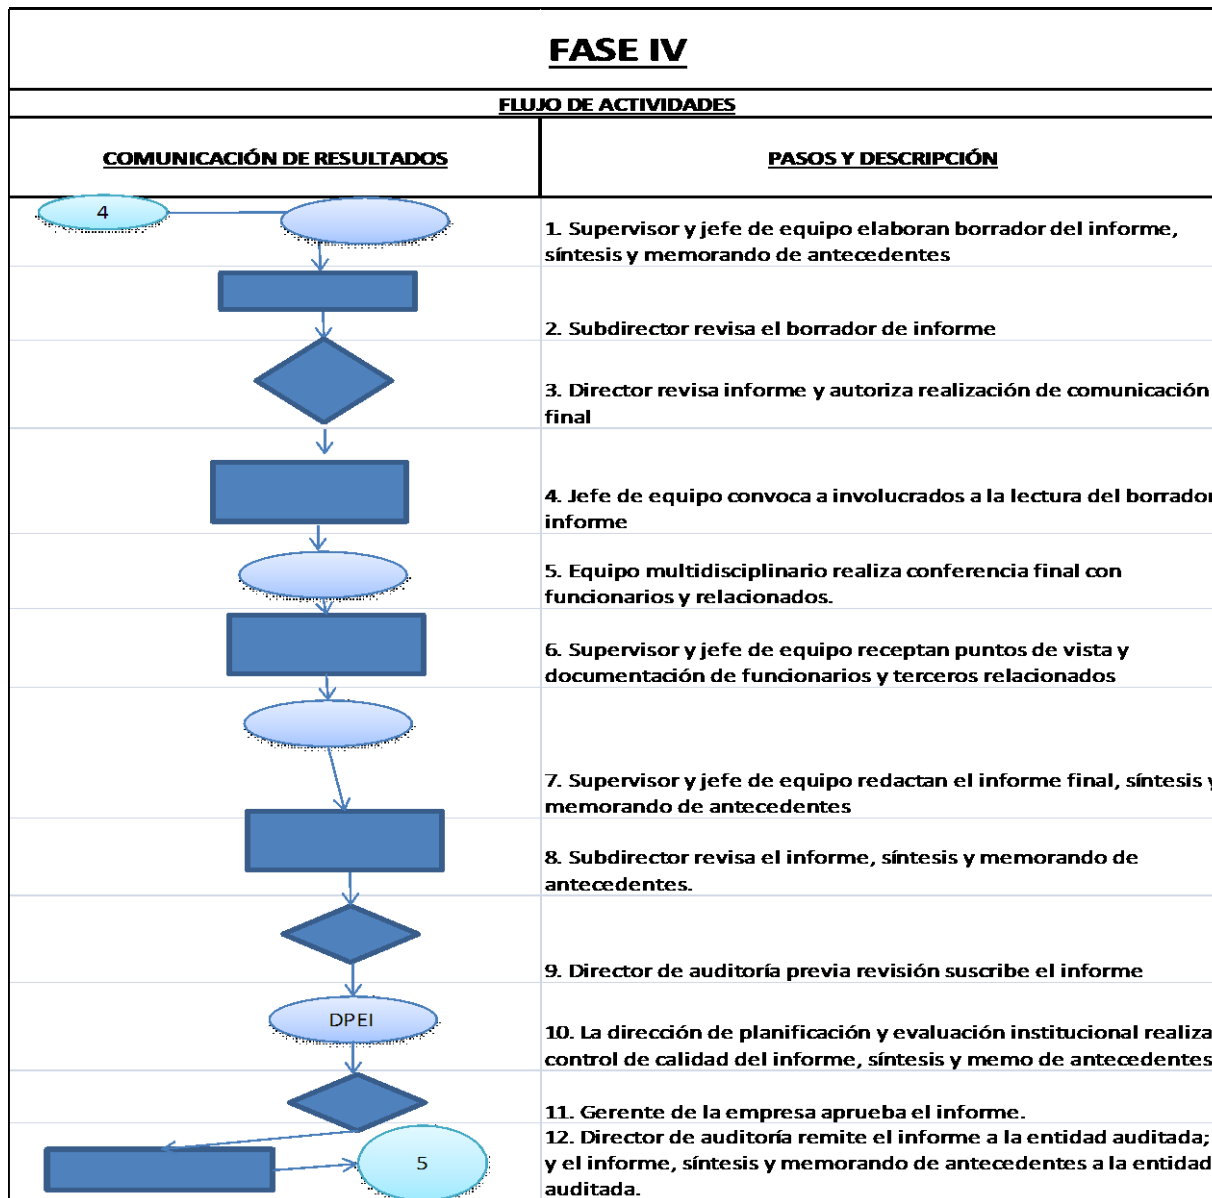 FASE IV
FLUJO DE ACTIVIDADES
COMUNICACIÓN DE RESULTADOS
PASOS Y DESCRIPCIÓN
4
1. Supervisor y jefe de equipo elaboran borrador del informe,
síntesis y memorando de antecedentes
2. Subdirector revisa el borrador de informe
3. Director revisa informe y autoriza realización de comunicación
final
4. Jefe de equipo convoca a involucrados a la lectura del borrador
informe
5. Equipo multidisciplinario realiza conferencia final con
funcionarios y relacionados.
6. Supervisor y jefe de equipo receptan puntos de vista y
documentación de funcionarios y terceros relacionados
7. Supervisor y jefe de equipo redactan el informe final, síntesis y
memorando de antecedentes
8. Subdirector revisa el informe, síntesis y memorando de
antecedentes.
9. Director de auditoría previa revisión suscribe el informe
DPEI
10. La dirección de planificación y evaluación institucional realiza
control de calidad del informe, síntesis y memo de antecedentes
11. Gerente de la empresa aprueba el informe.
12. Director de auditoría remite el informe a la entidad auditada;
y el informe, síntesis y memorando de antecedentes a la entidad
auditada.
5